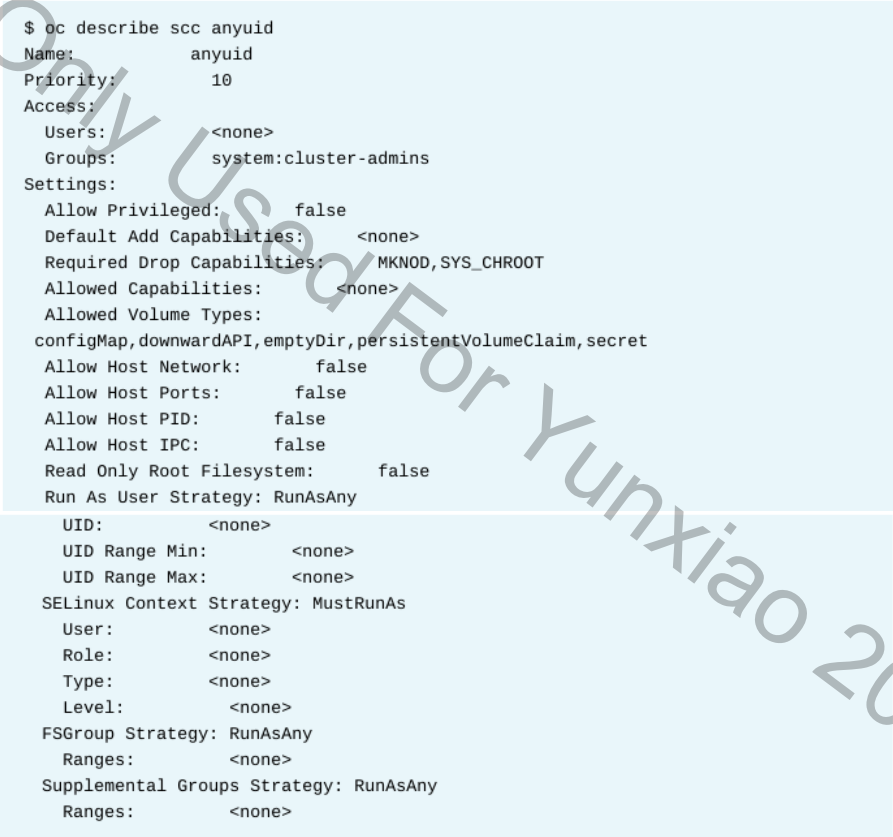 $ oc describe scc anyuid
Name: anyuid
Priority: 10
Access:
Users: <none>
Groups: system:cluster-admins
Settings:
Allow Privileged: false
Default Add Capabilities: <none>
Required Drop Capabilities: MKNOD,SYS_CHROOT
Allowed Capabilities: <none>
Allowed Volume Types:
configMap,downwardAPI,emptyDir,persistentVolumeClaim,secret
Allow Host Network: false
Allow Host Ports: false
Allow Host PID: false
Allow Host IPC: false
Read Only Root Filesystem: false
Run As User Strategy: RunAsAny
UID: <none>
UID Range Min: <none>
UID Range Max: <none>
SELinux Context Strategy: MustRunAs
User: <none>
Role: <none>
Type: <none>
Level: <none>
FSGroup Strategy: RunAsAny
Ranges: <none>
Supplemental Groups Strategy: RunAsAny
Ranges: <none>
Only Used For Yunxiao 20